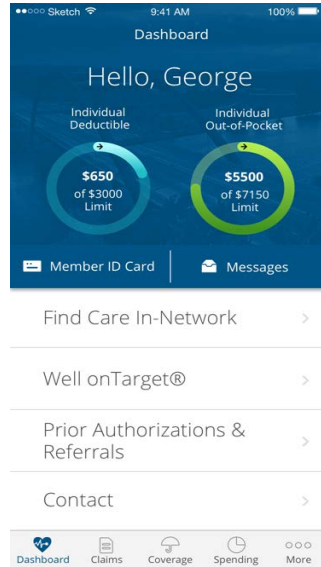 Sketch 9:41 AM 100%
Dashboard
Hello, George
Individual
Deductible
Individual
Out-of-Pocket
$650
of $3000
Limit
$5500
of $7150
Limit
Member ID Card
Messages
Find Care In-Network
Well onTarget®
Prior Authorizations &
Referrals
Contact
Dashboard Claims Coverage Spending More